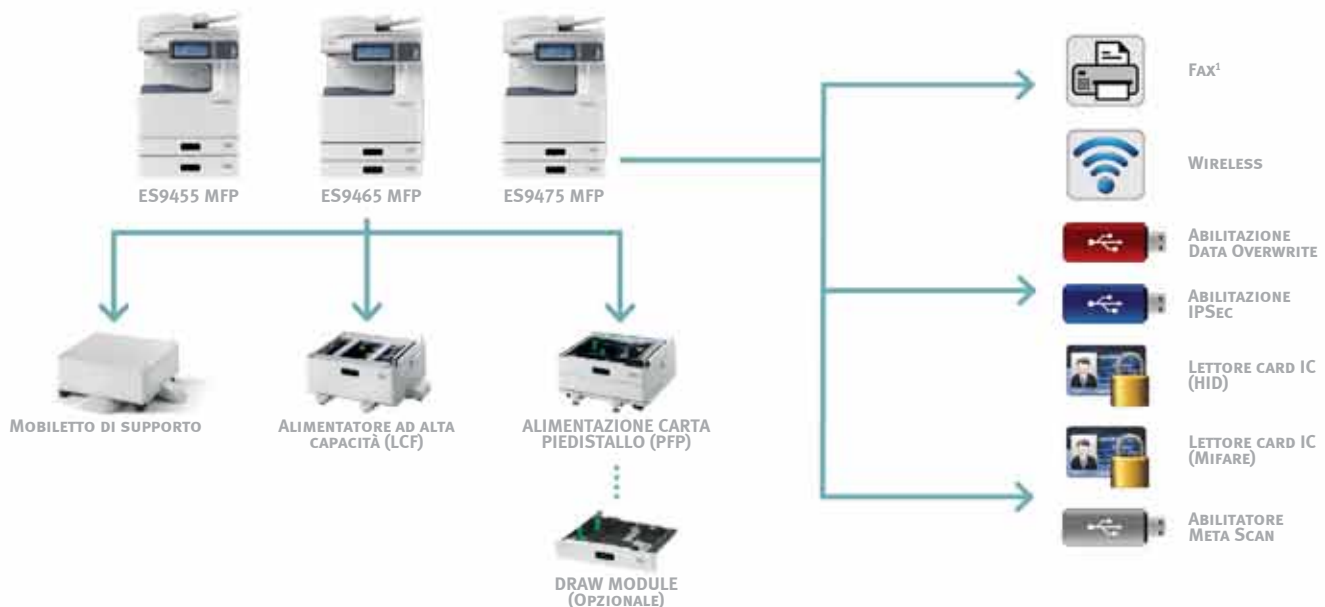 ES9455 MFP
ES9465 MFP
ES9475 MFP
Fax¹
Wireless
Abilitazione
Data Overwrite
Abilitazione
IPSec
Lettore card IC
(HID)
Lettore card IC
(Mifare)
Abilitatore
Meta Scan
Mobiletto di supporto
Alimentatore ad alta
capacità (LCF)
ALIMENTAZIONE CARTA
PIEDISTALLO (PFP)
DRAW MODULE
(Opzionale)